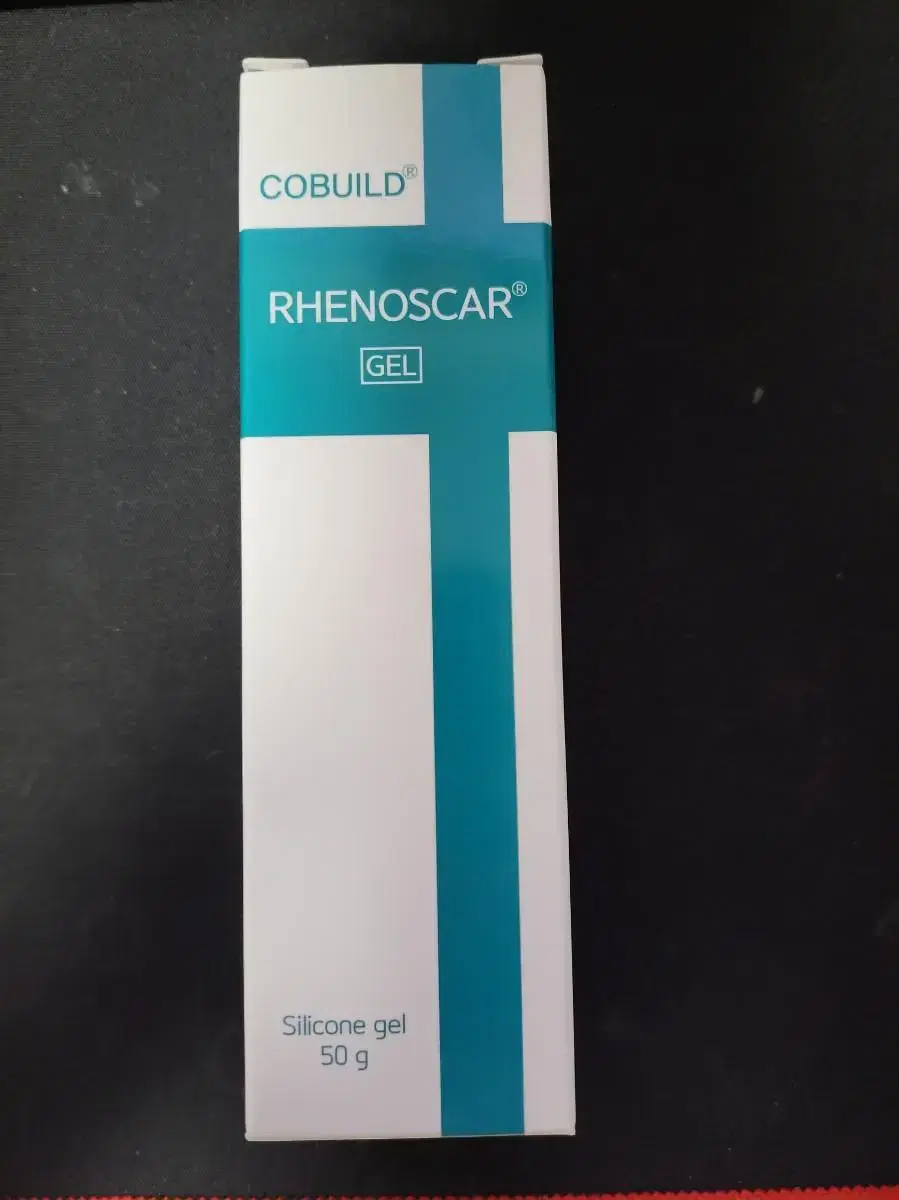 COBUILD®
RHENOSCAR®
GEL
Silicone gel
50 g